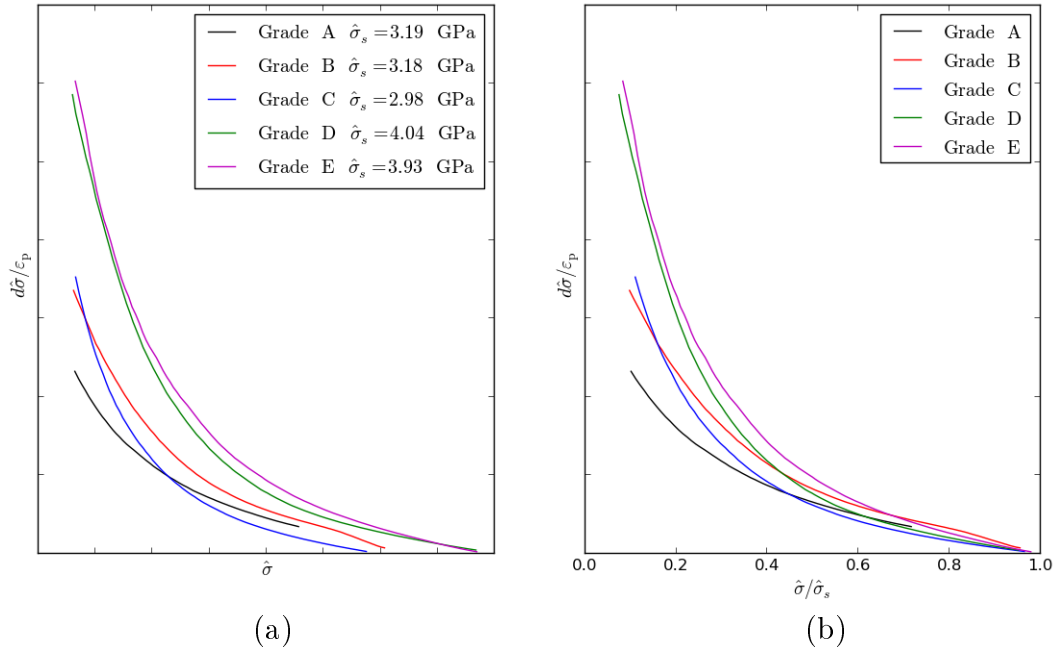 Grade A σ̂ₛ=3.19 GPa
Grade B σ̂ₛ=3.18 GPa
Grade C σ̂ₛ=2.98 GPa
Grade D σ̂ₛ=4.04 GPa
Grade E σ̂ₛ=3.93 GPa
dσ̂/εₚ
σ̂
(a)
Grade A
Grade B
Grade C
Grade D
Grade E
dσ̂/εₚ
0.0 0.2 0.4 0.6 0.8 1.0
σ̂/σ̂ₛ
(b)